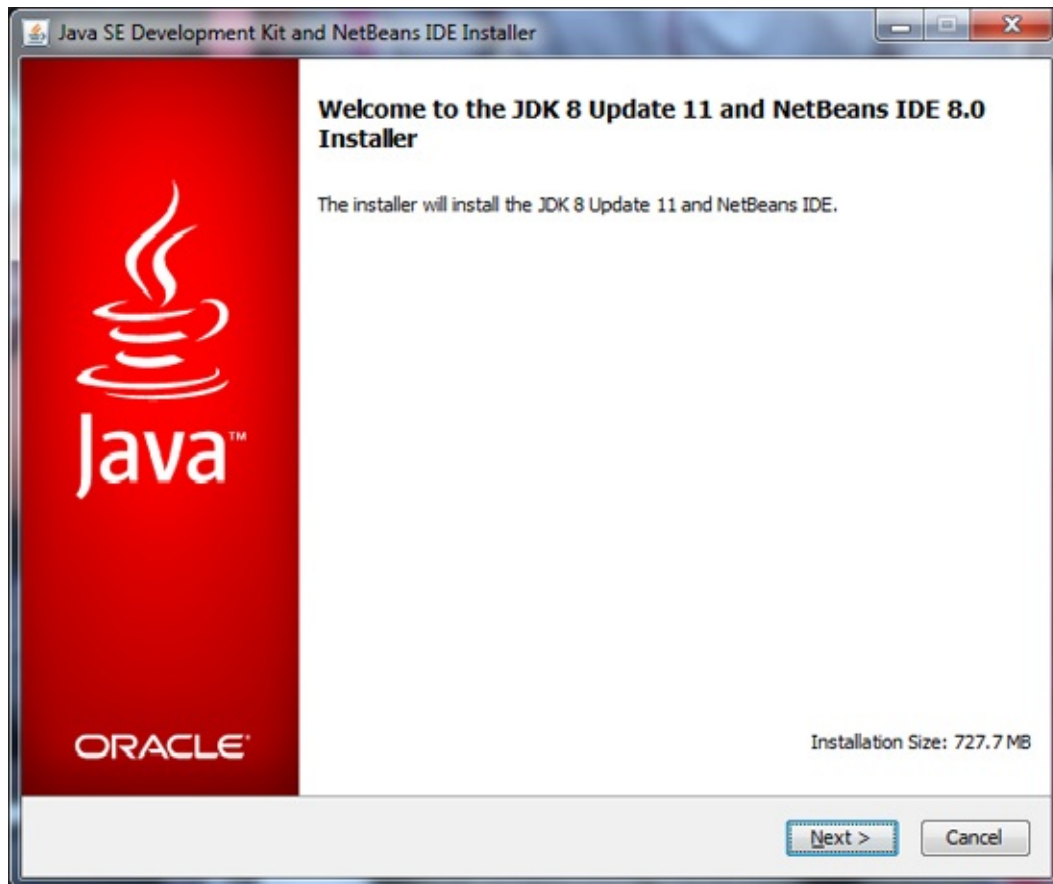 Java SE Development Kit and NetBeans IDE Installer
Welcome to the JDK 8 Update 11 and NetBeans IDE 8.0
Installer
The installer will install the JDK 8 Update 11 and NetBeans IDE.
Java™
ORACLE®
Installation Size: 727.7 MB
Next >
Cancel